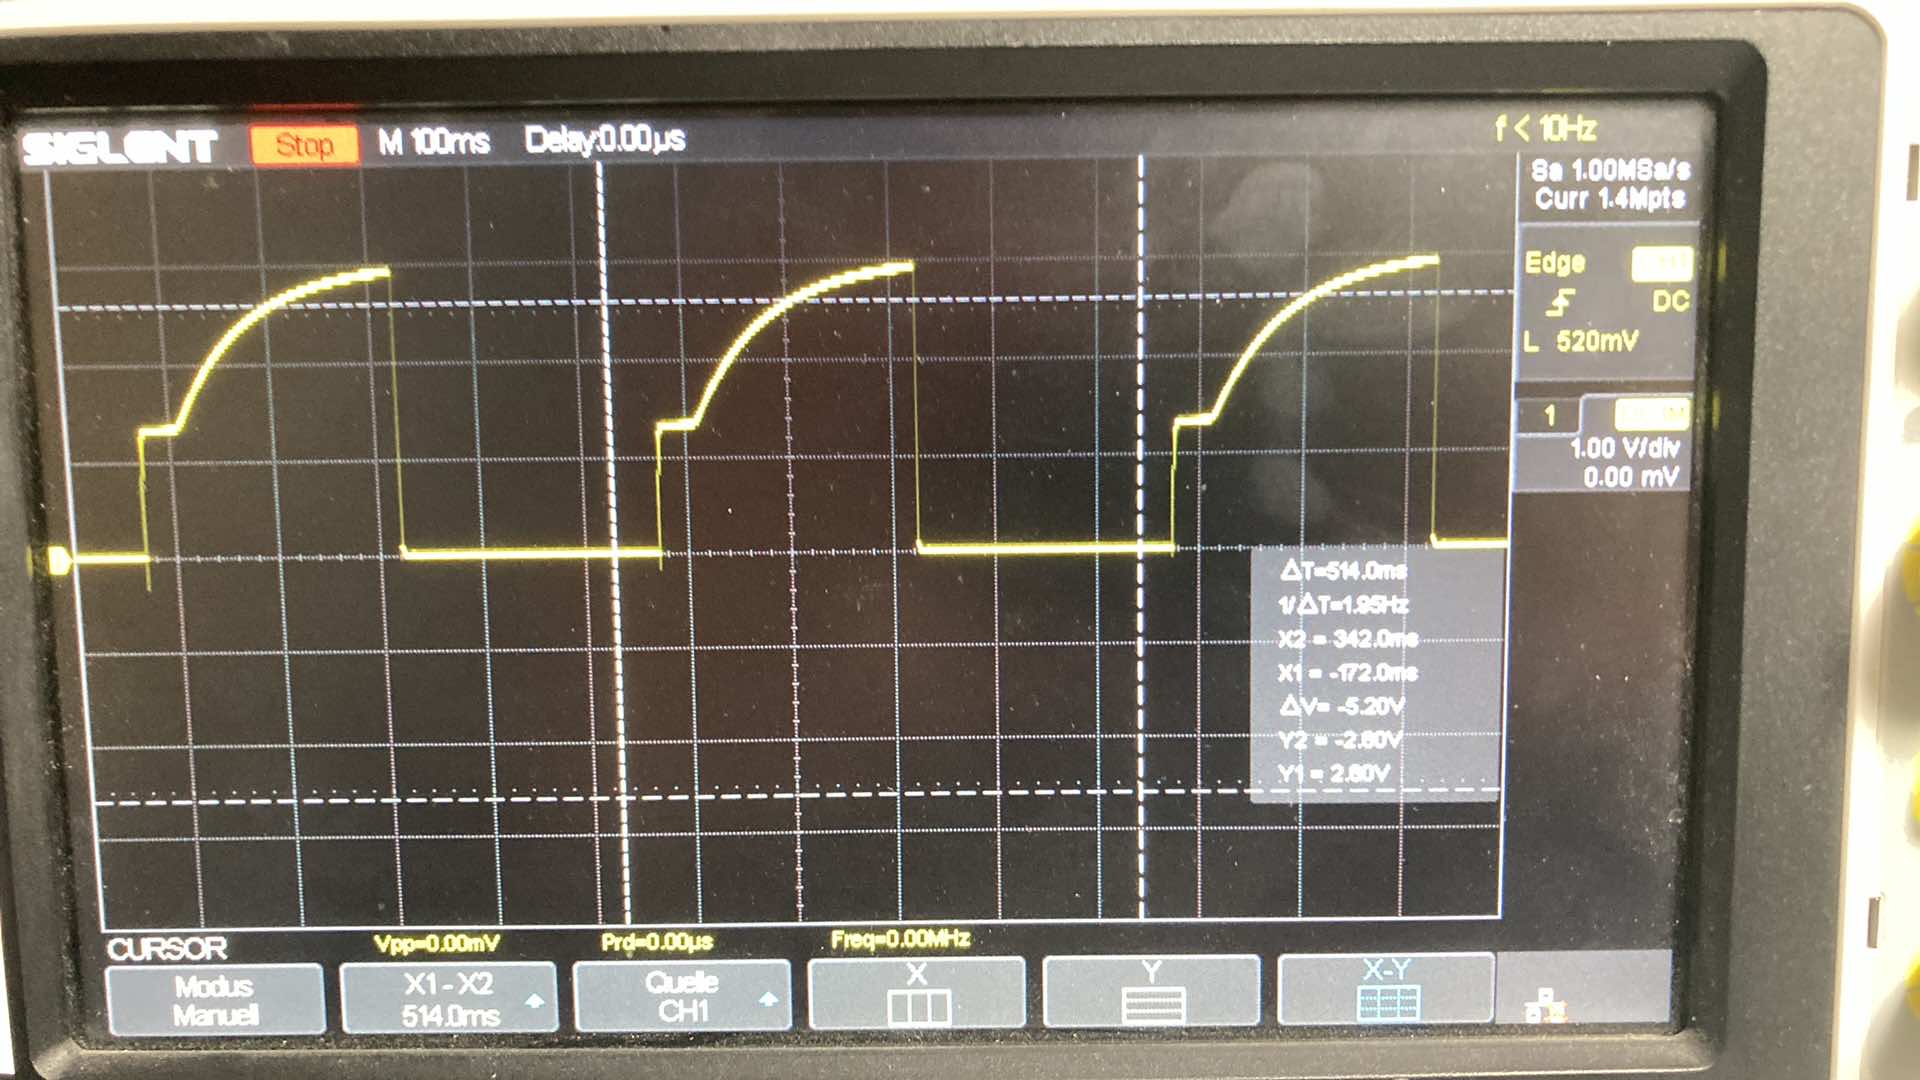 SIGLENT Stop M 100ms Delay:0.00µs f < 10Hz
Sa 1.00MSa/s
Curr 1.4Mpts
Edge
DC
L 520mV
1
1.00 V/div
0.00 mV
△T=514.0ms
1/△T=1.95Hz
X2 = 342.0ms
X1 = -172.0ms
△V= -5.20V
Y2 = -2.60V
Y1 = 2.60V
CURSOR Vpp=0.00mV Prd=0.00µs Freq=0.00MHz
Modus
Manuell
X1 - X2
514.0ms
Quelle
CH1
X
Y
X-Y